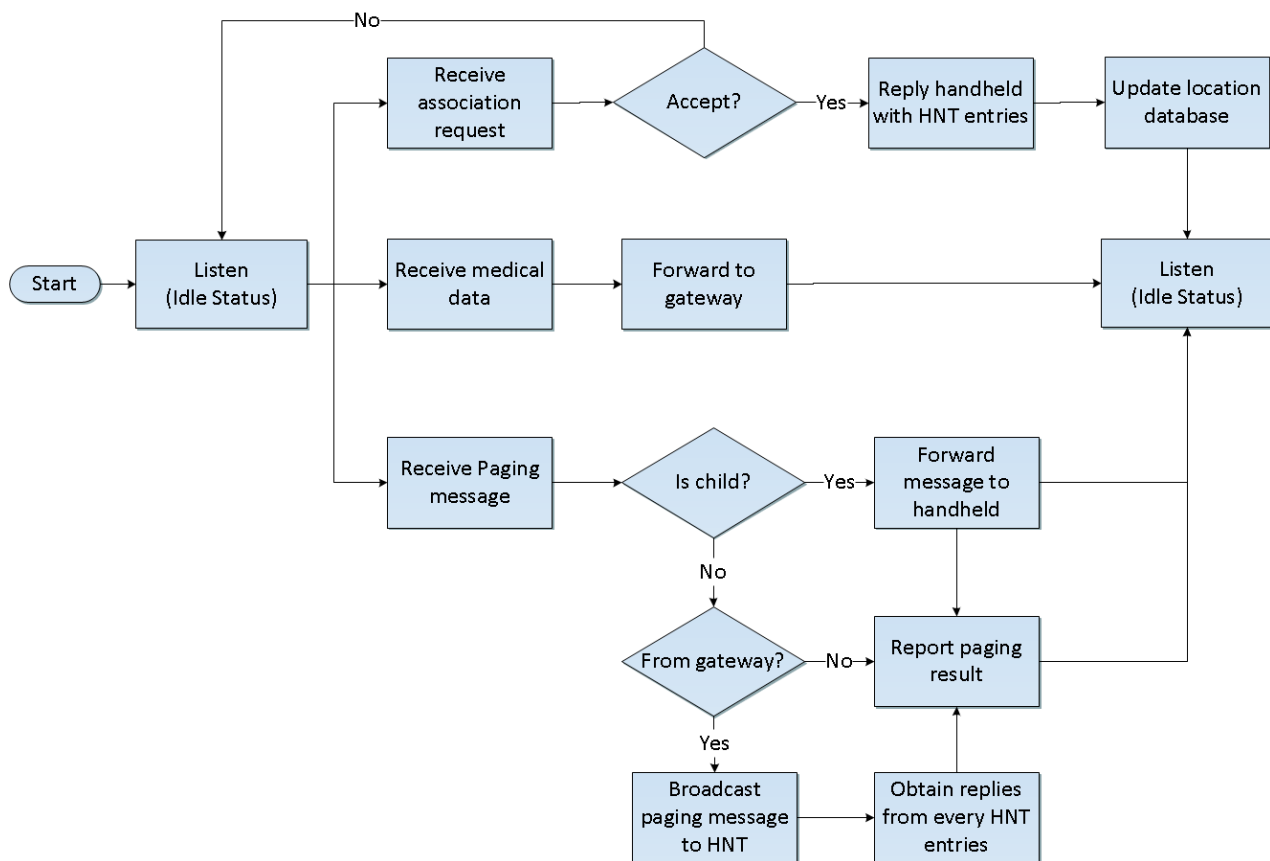 No
Receive
association
request
Accept?
Yes
Reply handheld
with HNT entries
Update location
database
Start
Listen
(Idle Status)
Receive medical
data
Forward to
gateway
Listen
(Idle Status)
Receive Paging
message
Is child?
Yes
Forward
message to
handheld
No
From gateway?
No
Report paging
result
Yes
Broadcast
paging message
to HNT
Obtain replies
from every HNT
entries